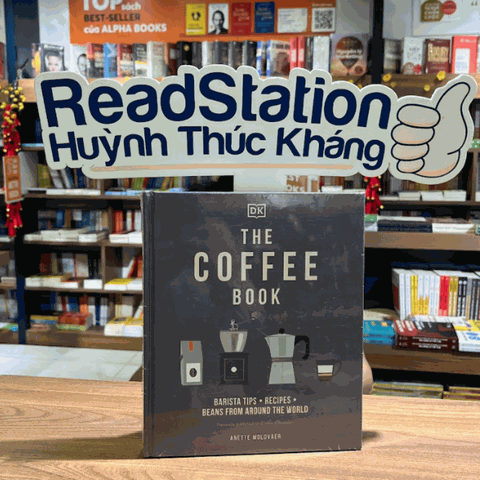 TOP sách
BEST-SELLER
của ALPHA BOOKS
ReadStation
Huỳnh Thúc Kháng
DK
THE
COFFEE
BOOK
BARISTA TIPS • RECIPES •
BEANS FROM AROUND THE WORLD
ANETTE MOLDVAER